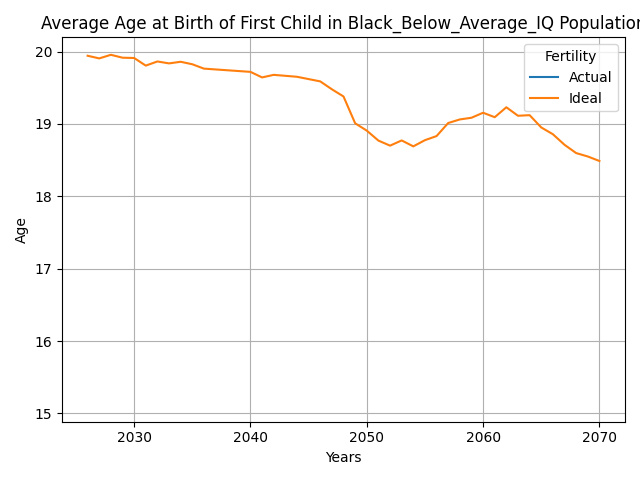 Average Age at Birth of First Child in Black_Below_Average_IQ Population
Fertility
Actual
Ideal
20
19
18
17
16
15
Age
2030 2040 2050 2060 2070
Years